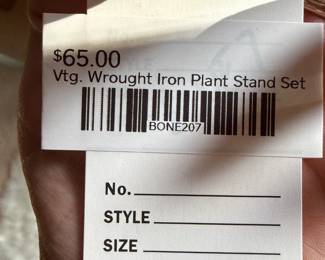 $65.00
Vtg. Wrought Iron Plant Stand Set
BONE207
No.
STYLE
SIZE